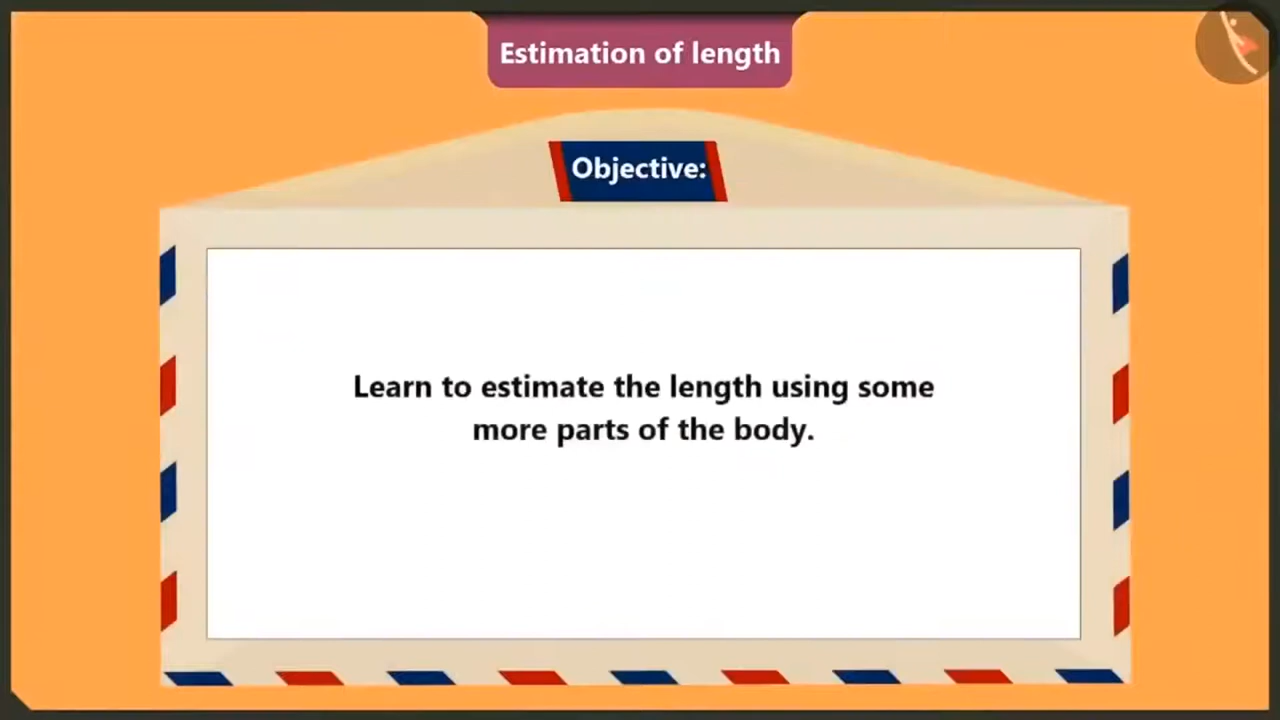 Estimation of length
Objective:
Learn to estimate the length using some
more parts of the body.